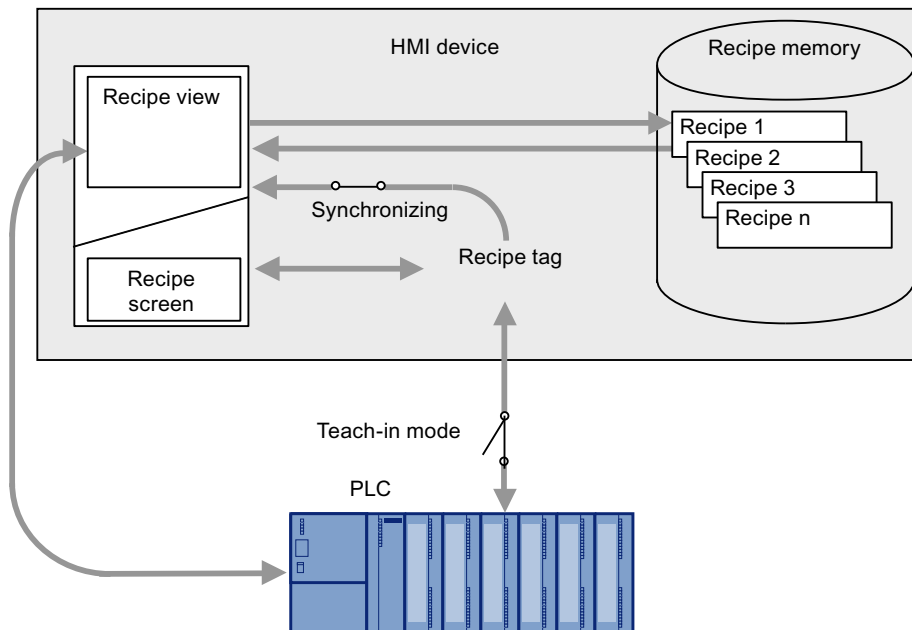 HMI device
Recipe memory
Recipe view
Recipe 1
Recipe 2
Recipe 3
Recipe n
Synchronizing
Recipe tag
Recipe
screen
Teach-in mode
PLC